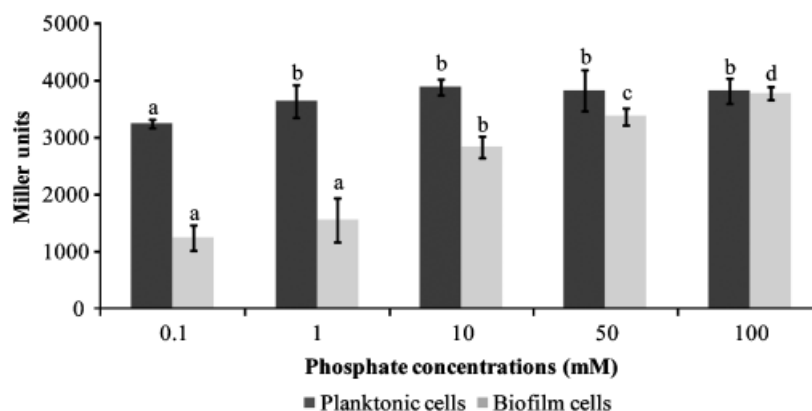 5000
4000
3000
2000
1000
0
Miller units
a a
b a
b b
b c
b d
0.1 1 10 50 100
Phosphate concentrations (mM)
Planktonic cells Biofilm cells